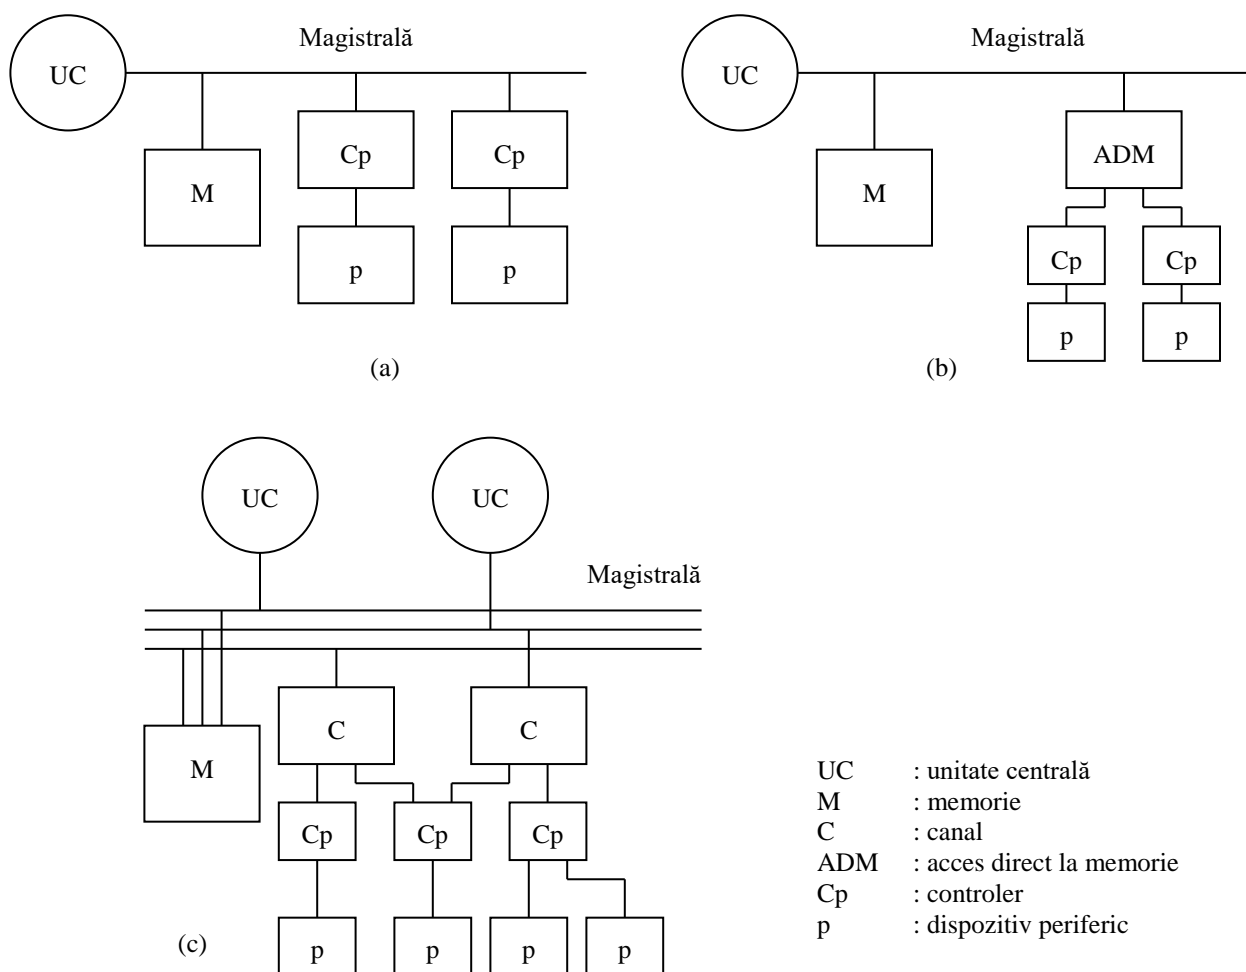 Magistrală
UC
M
Cp
Cp
p
p
(a)
Magistrală
UC
M
ADM
Cp
Cp
p
p
(b)
UC
UC
Magistrală
M
C
C
Cp
Cp
Cp
p
p
p
p
(c)
UC : unitate centrală
M : memorie
C : canal
ADM : acces direct la memorie
Cp : controler
p : dispozitiv periferic